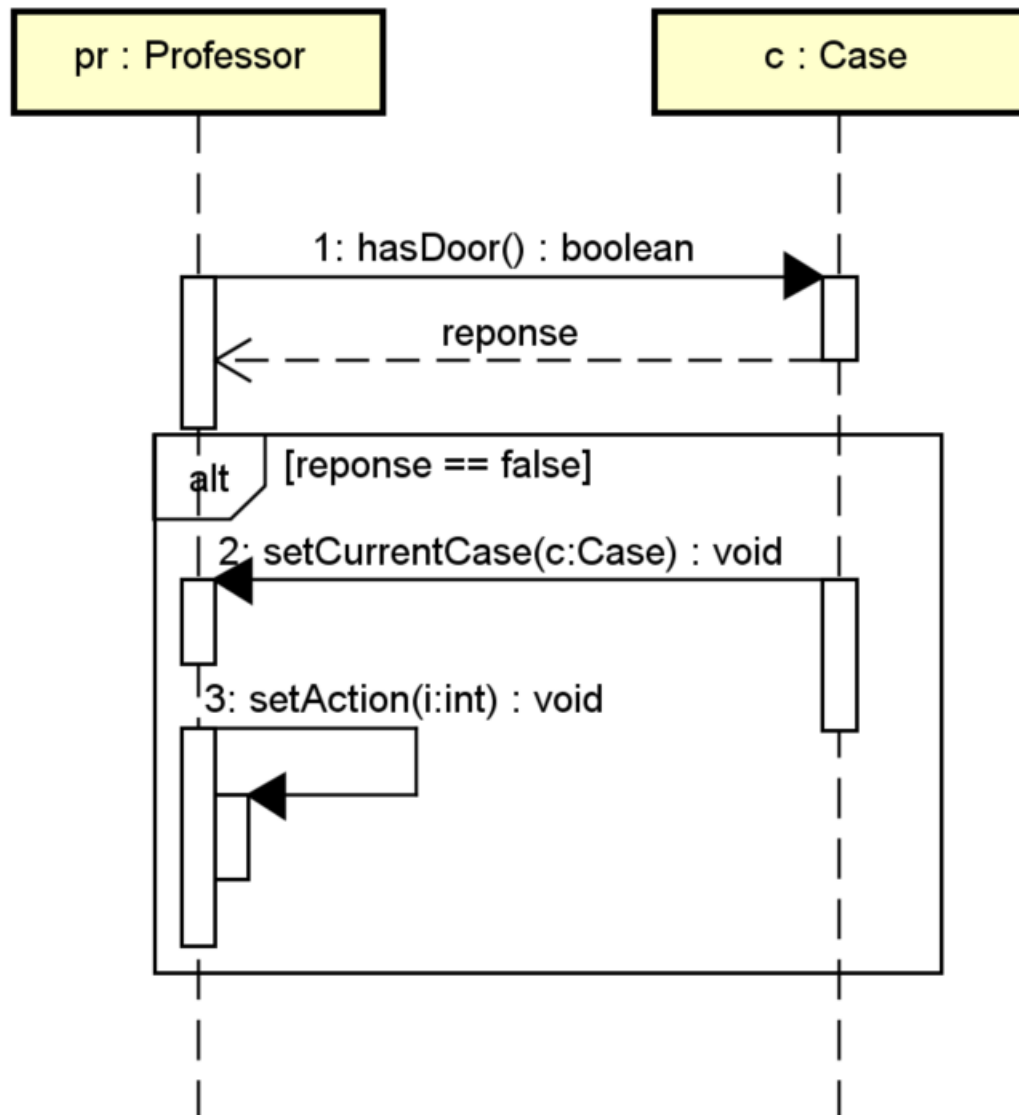 pr : Professor
c : Case
1: hasDoor() : boolean
reponse
alt
[reponse == false]
2: setCurrentCase(c:Case) : void
3: setAction(i:int) : void